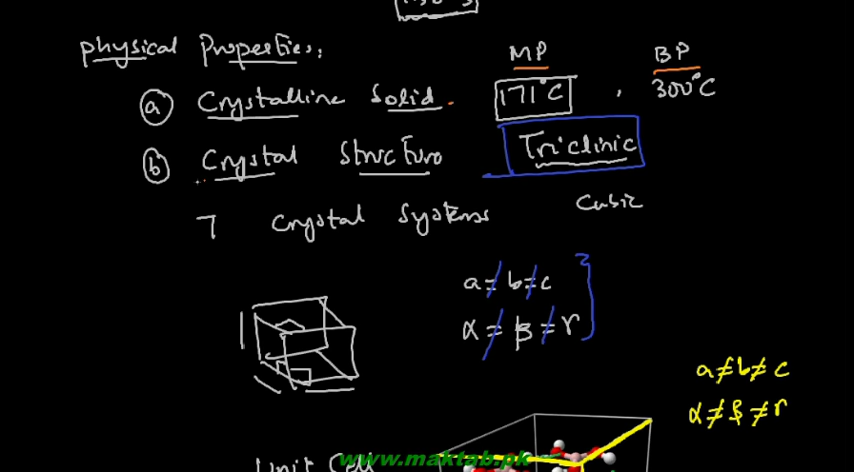 physical Properties:
MP BP
(a) Crystalline Solid. 171°C , 300°C
(b) Crystal Structure Triclinic
7 Crystal Systems Cubic
a ≠ b ≠ c
α ≠ β ≠ γ
a ≠ b ≠ c
α ≠ β ≠ γ
Unit Cell
www.maktab.pk